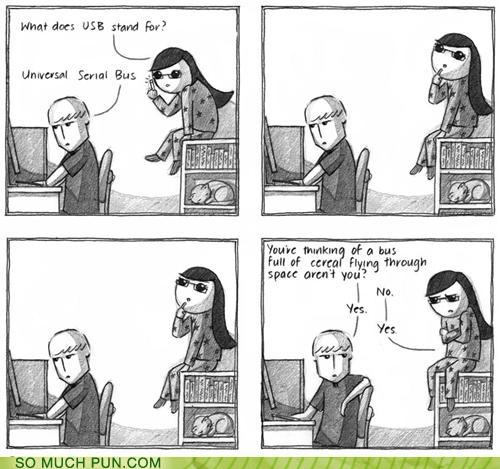 What does USB stand for?
Universal Serial Bus
You're thinking of a bus
full of cereal flying through
space aren't you?
No.
Yes.
Yes.
SO MUCH PUN.COM